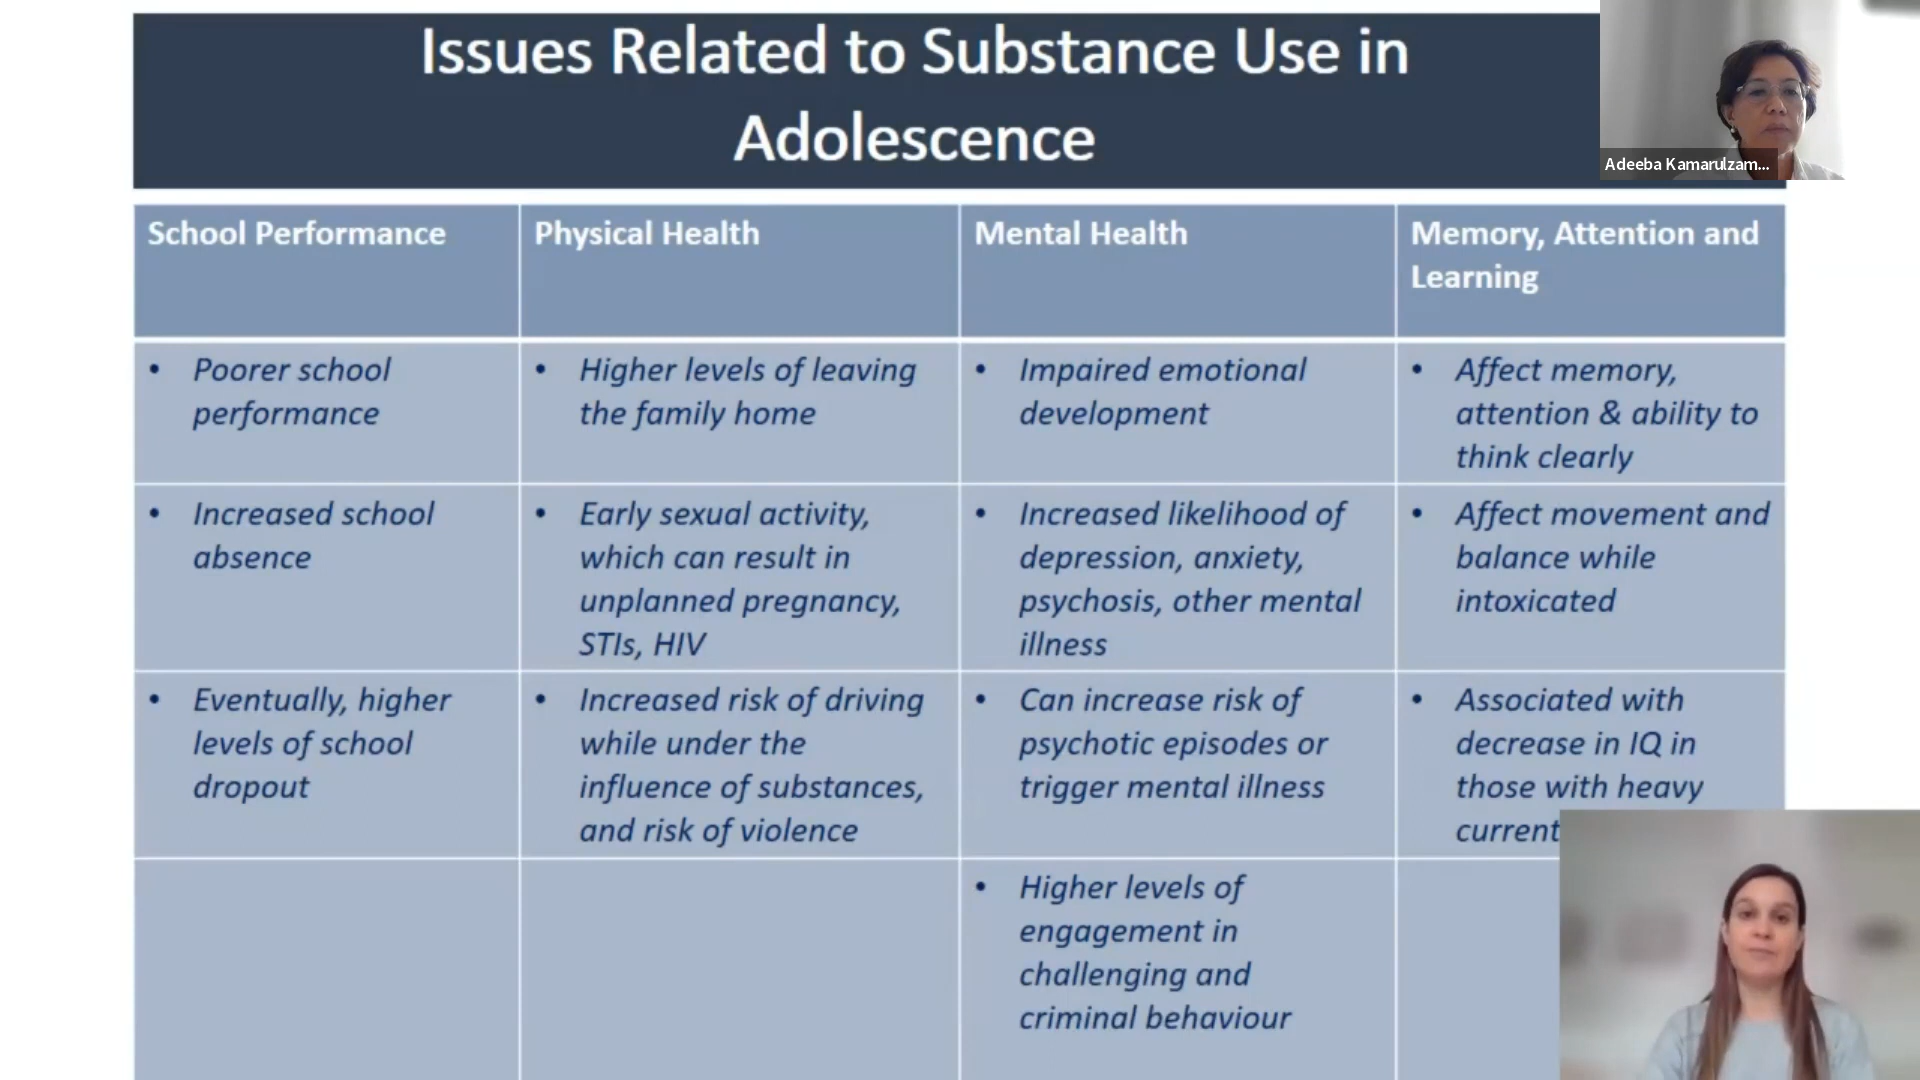 Issues Related to Substance Use in
Adolescence
Adeeba Kamarulzam...
School Performance
Physical Health
Mental Health
Memory, Attention and
Learning
• Poorer school
performance
• Higher levels of leaving
the family home
• Impaired emotional
development
• Affect memory,
attention & ability to
think clearly
• Increased school
absence
• Early sexual activity,
which can result in
unplanned pregnancy,
STIs, HIV
• Increased likelihood of
depression, anxiety,
psychosis, other mental
illness
• Affect movement and
balance while
intoxicated
• Eventually, higher
levels of school
dropout
• Increased risk of driving
while under the
influence of substances,
and risk of violence
• Can increase risk of
psychotic episodes or
trigger mental illness
• Associated with
decrease in IQ in
those with heavy
current
• Higher levels of
engagement in
challenging and
criminal behaviour